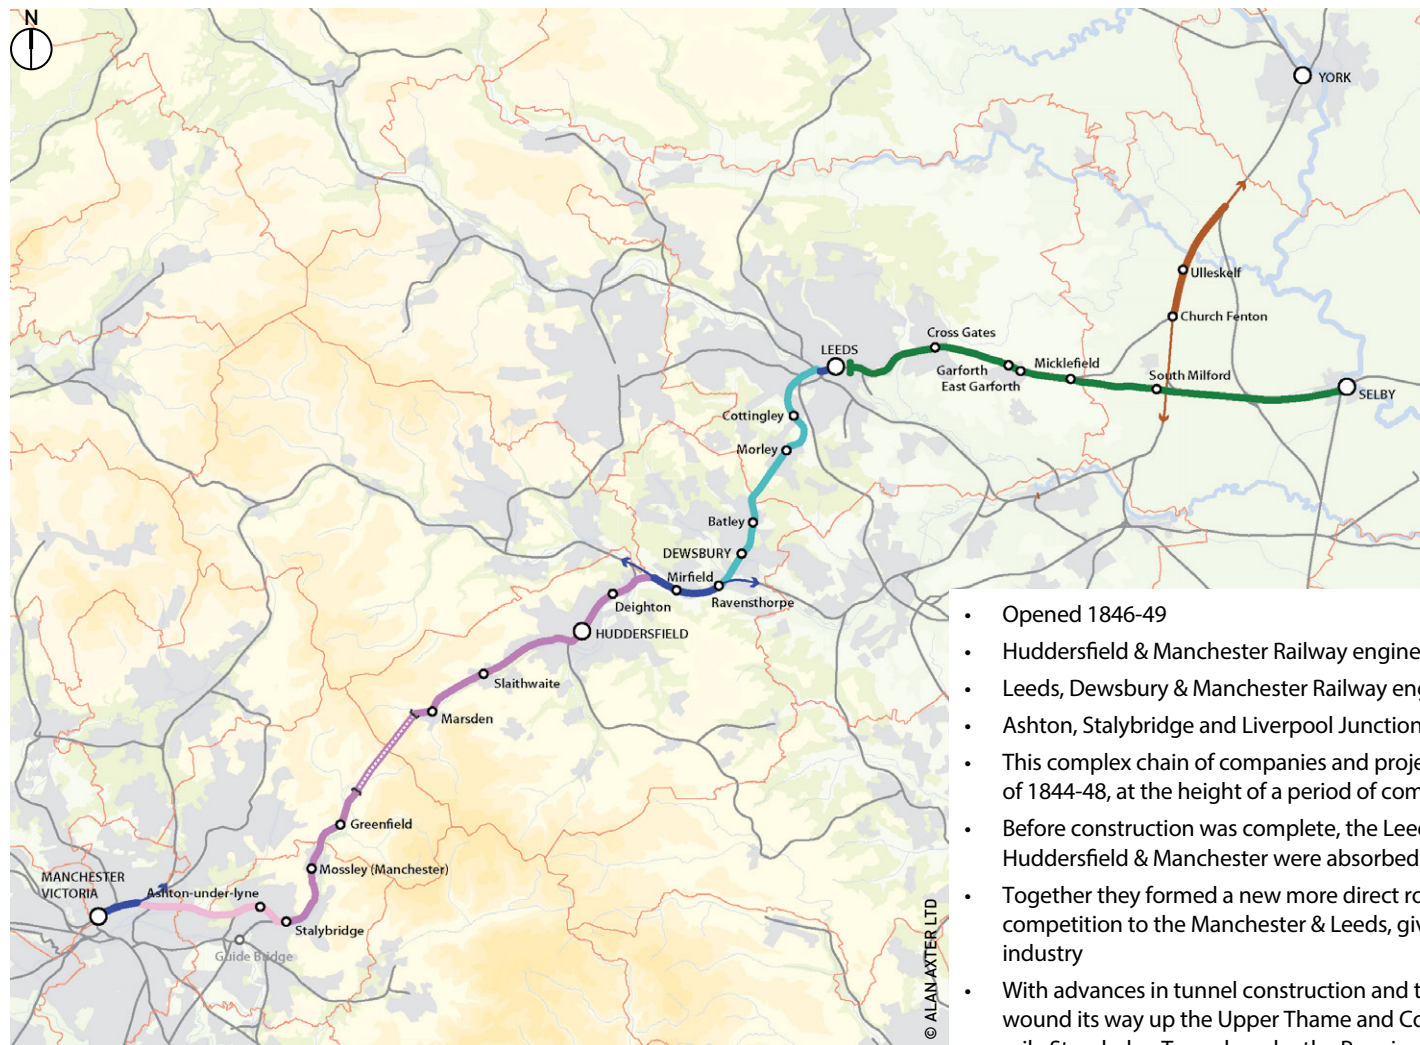 N
YORK
Ulleskelf
Church Fenton
Cross Gates
LEEDS
Garforth
Micklefield
East Garforth
South Milford
SELBY
Cottingley
Morley
Batley
DEWSBURY
Mirfield
Ravensthorpe
Deighton
HUDDERSFIELD
Slaithwaite
Marsden
Greenfield
Mossley (Manchester)
MANCHESTER
VICTORIA
Ashton-under-lyne
Stalybridge
Guide Bridge
© ALAN AXTER LTD
• Opened 1846-49
• Huddersfield & Manchester Railway engine
• Leeds, Dewsbury & Manchester Railway eng
• Ashton, Stalybridge and Liverpool Junction
• This complex chain of companies and proje
of 1844-48, at the height of a period of com
• Before construction was complete, the Leed
Huddersfield & Manchester were absorbed
• Together they formed a new more direct ro
competition to the Manchester & Leeds, giv
industry
• With advances in tunnel construction and t
wound its way up the Upper Thame and Co